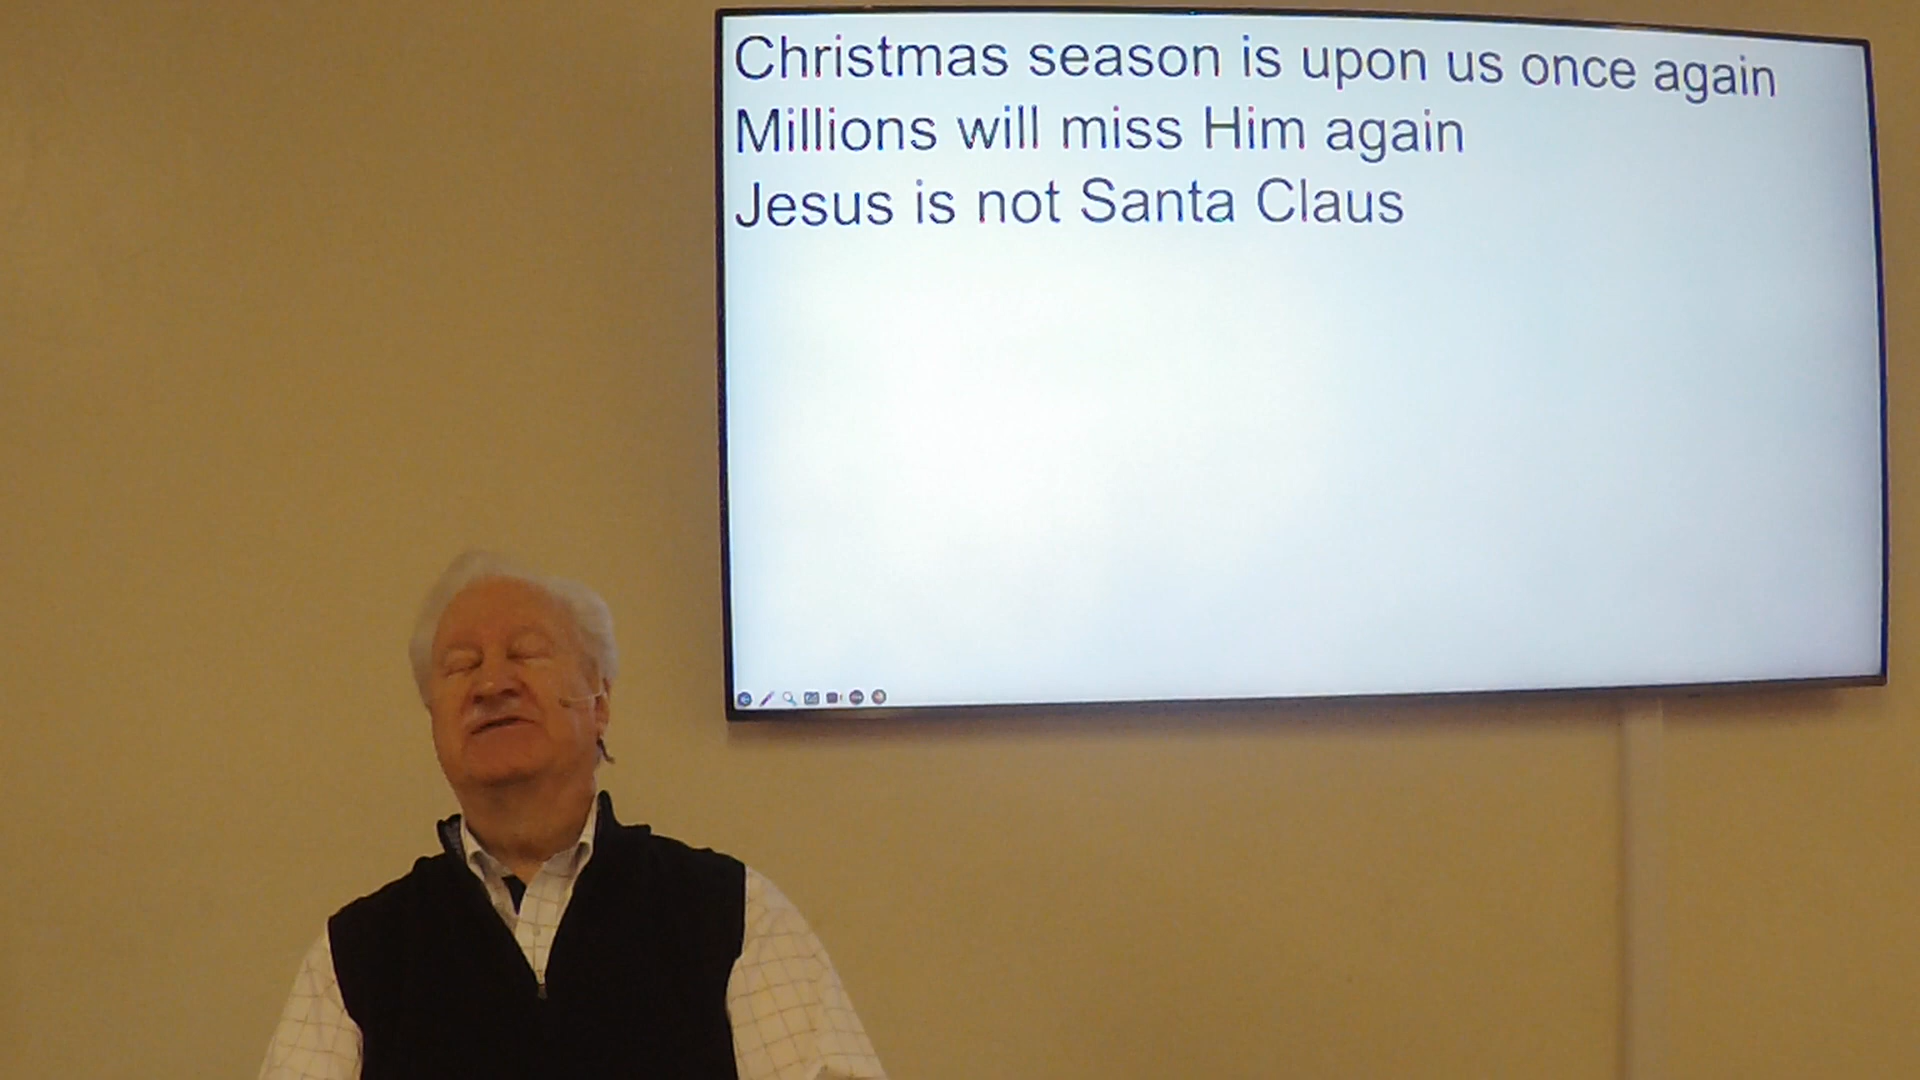 Christmas season is upon us once again
Millions will miss Him again
Jesus is not Santa Claus